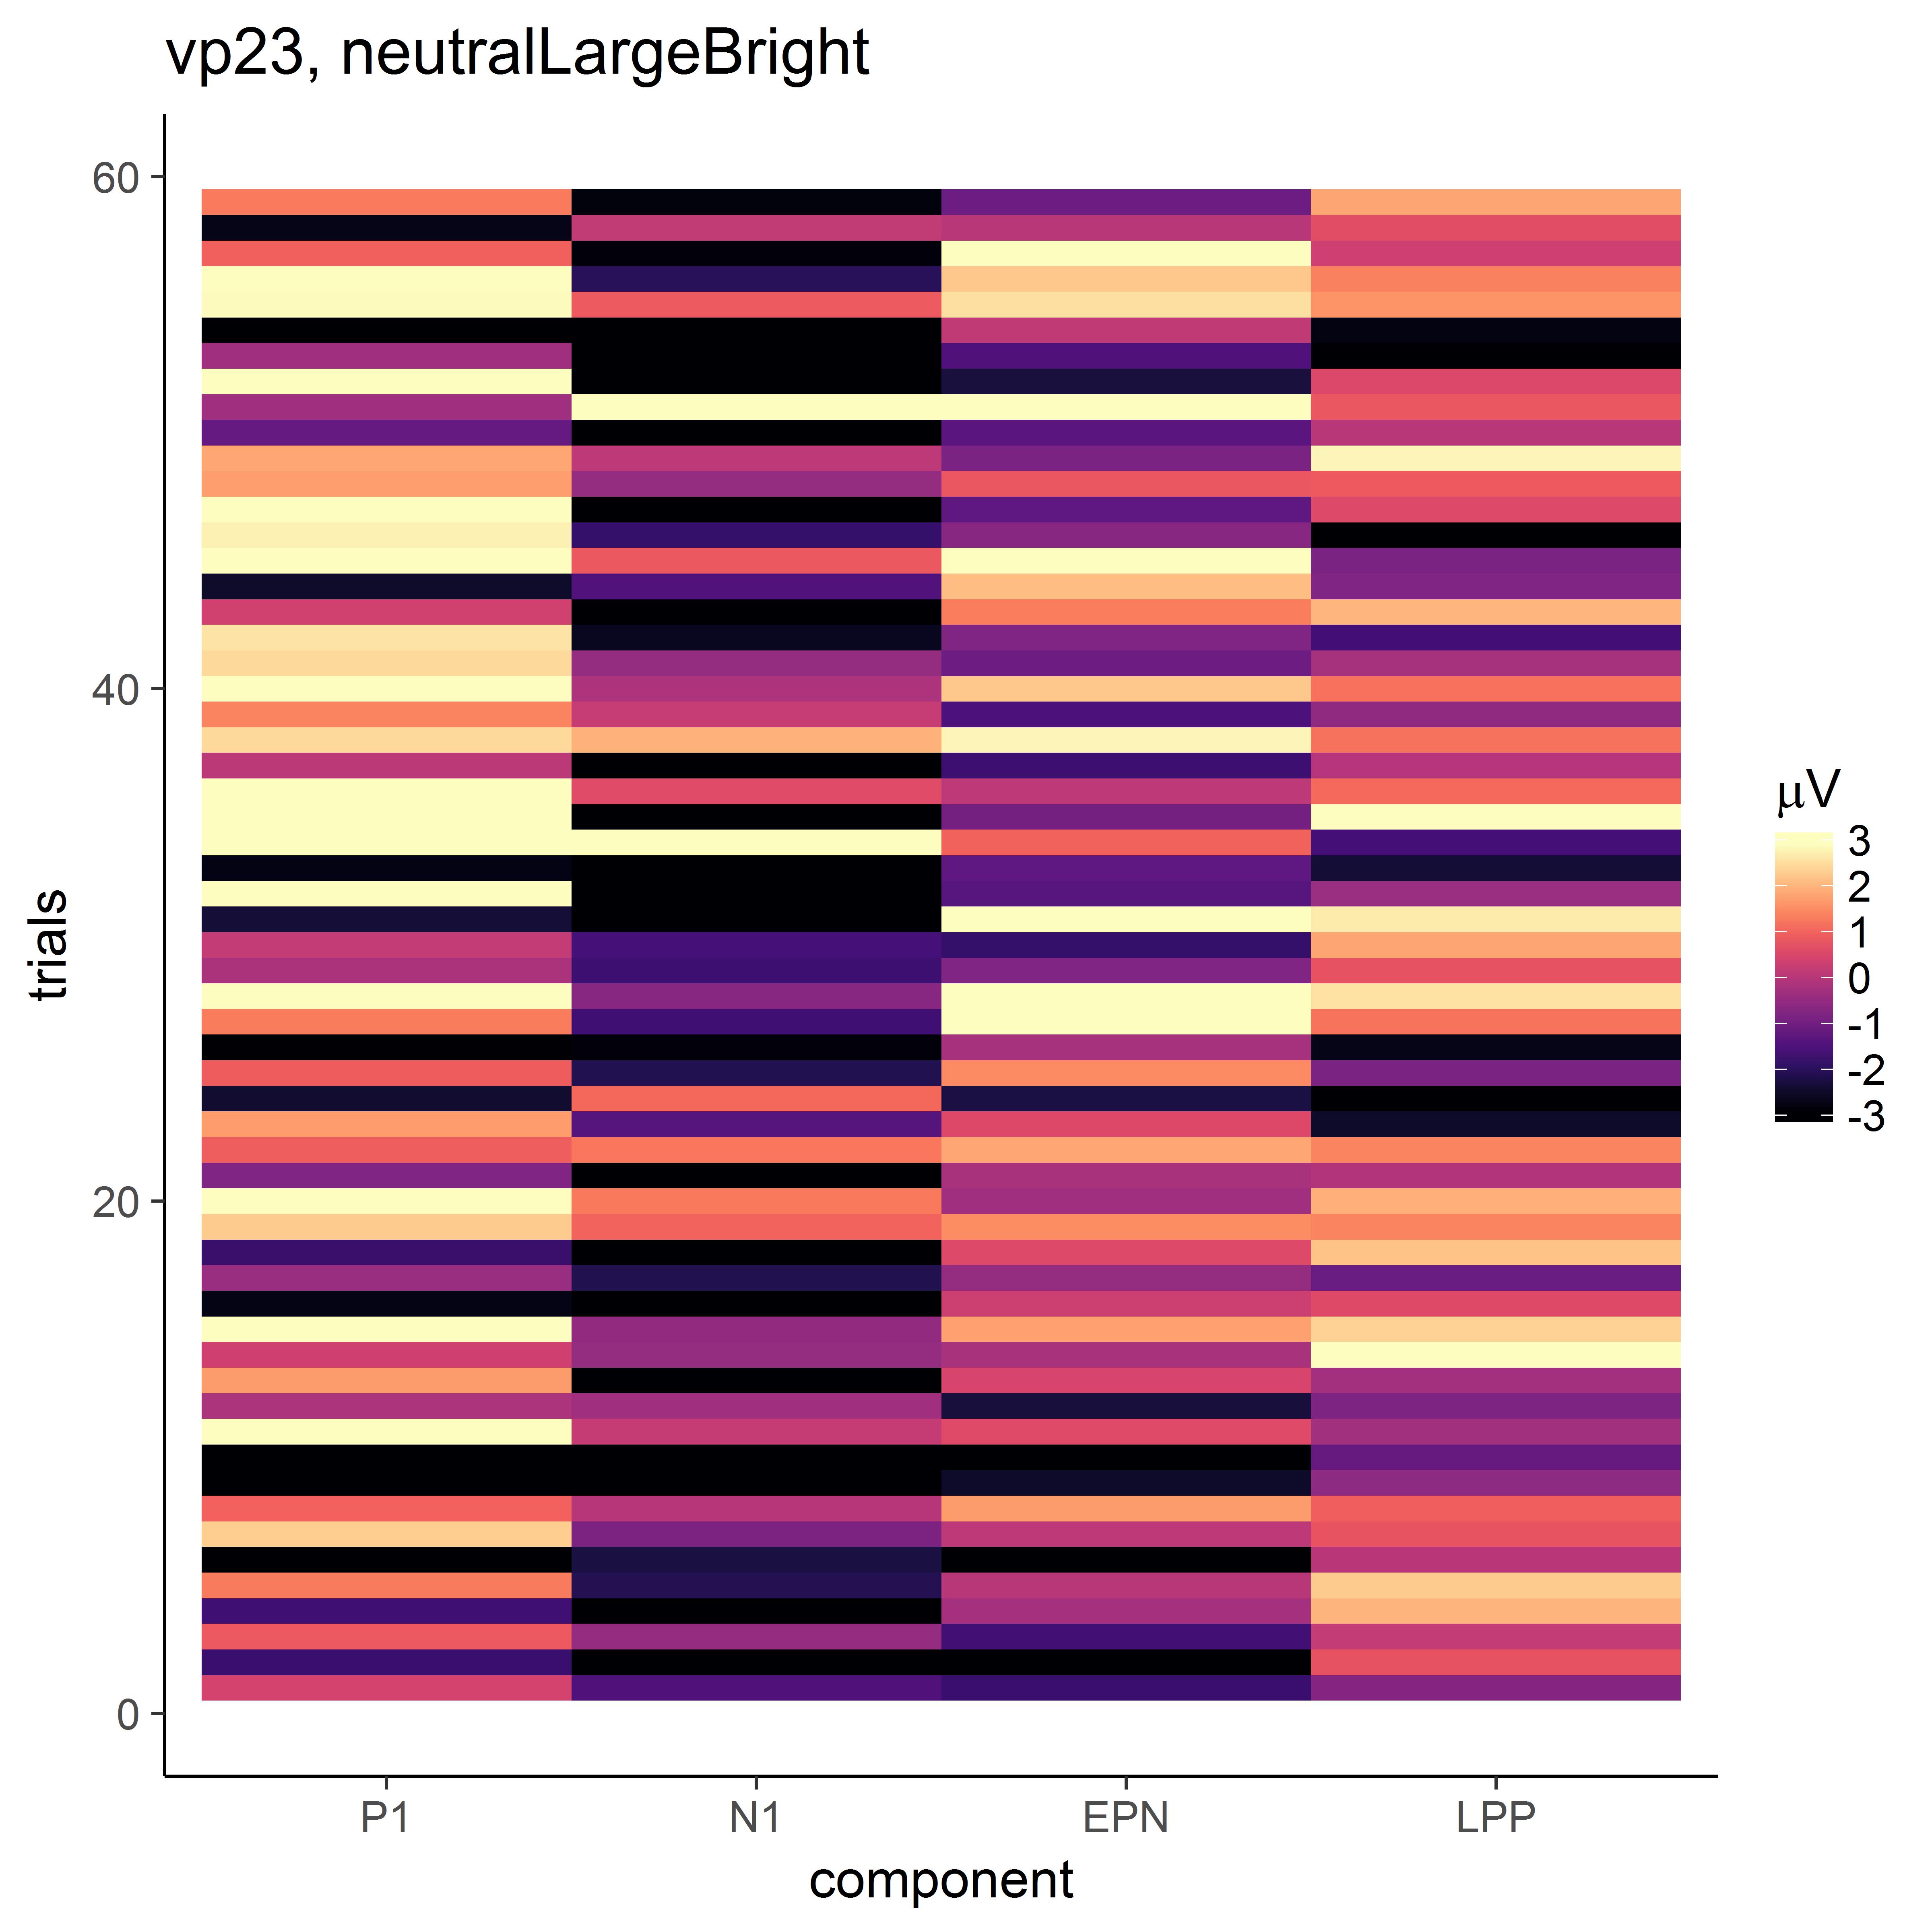 vp23, neutralLargeBright
60
40
20
0
trials
P1 N1 EPN LPP
component
μV
3
2
1
0
-1
-2
-3